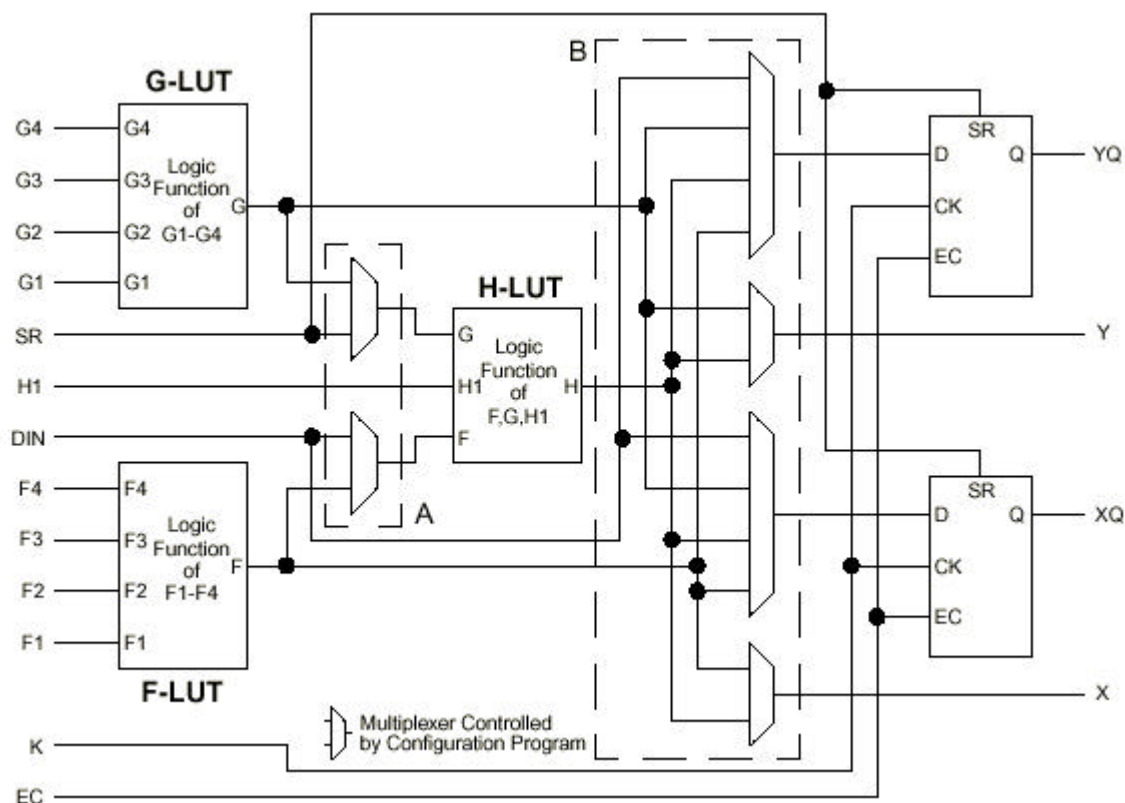 B
G-LUT
SR
G4
G4
G3
G3
Logic
Function
of
G1-G4
G
D
Q
YQ
G2
G2
CK
G1
G1
EC
H-LUT
SR
G
Y
H1
H1
Logic
Function
of
F,G,H1
H
DIN
F
F4
F4
A
SR
F3
F3
Logic
Function
of
F1-F4
F
D
Q
XQ
F2
F2
CK
F1
F1
EC
F-LUT
X
Multiplexer Controlled
by Configuration Program
K
EC